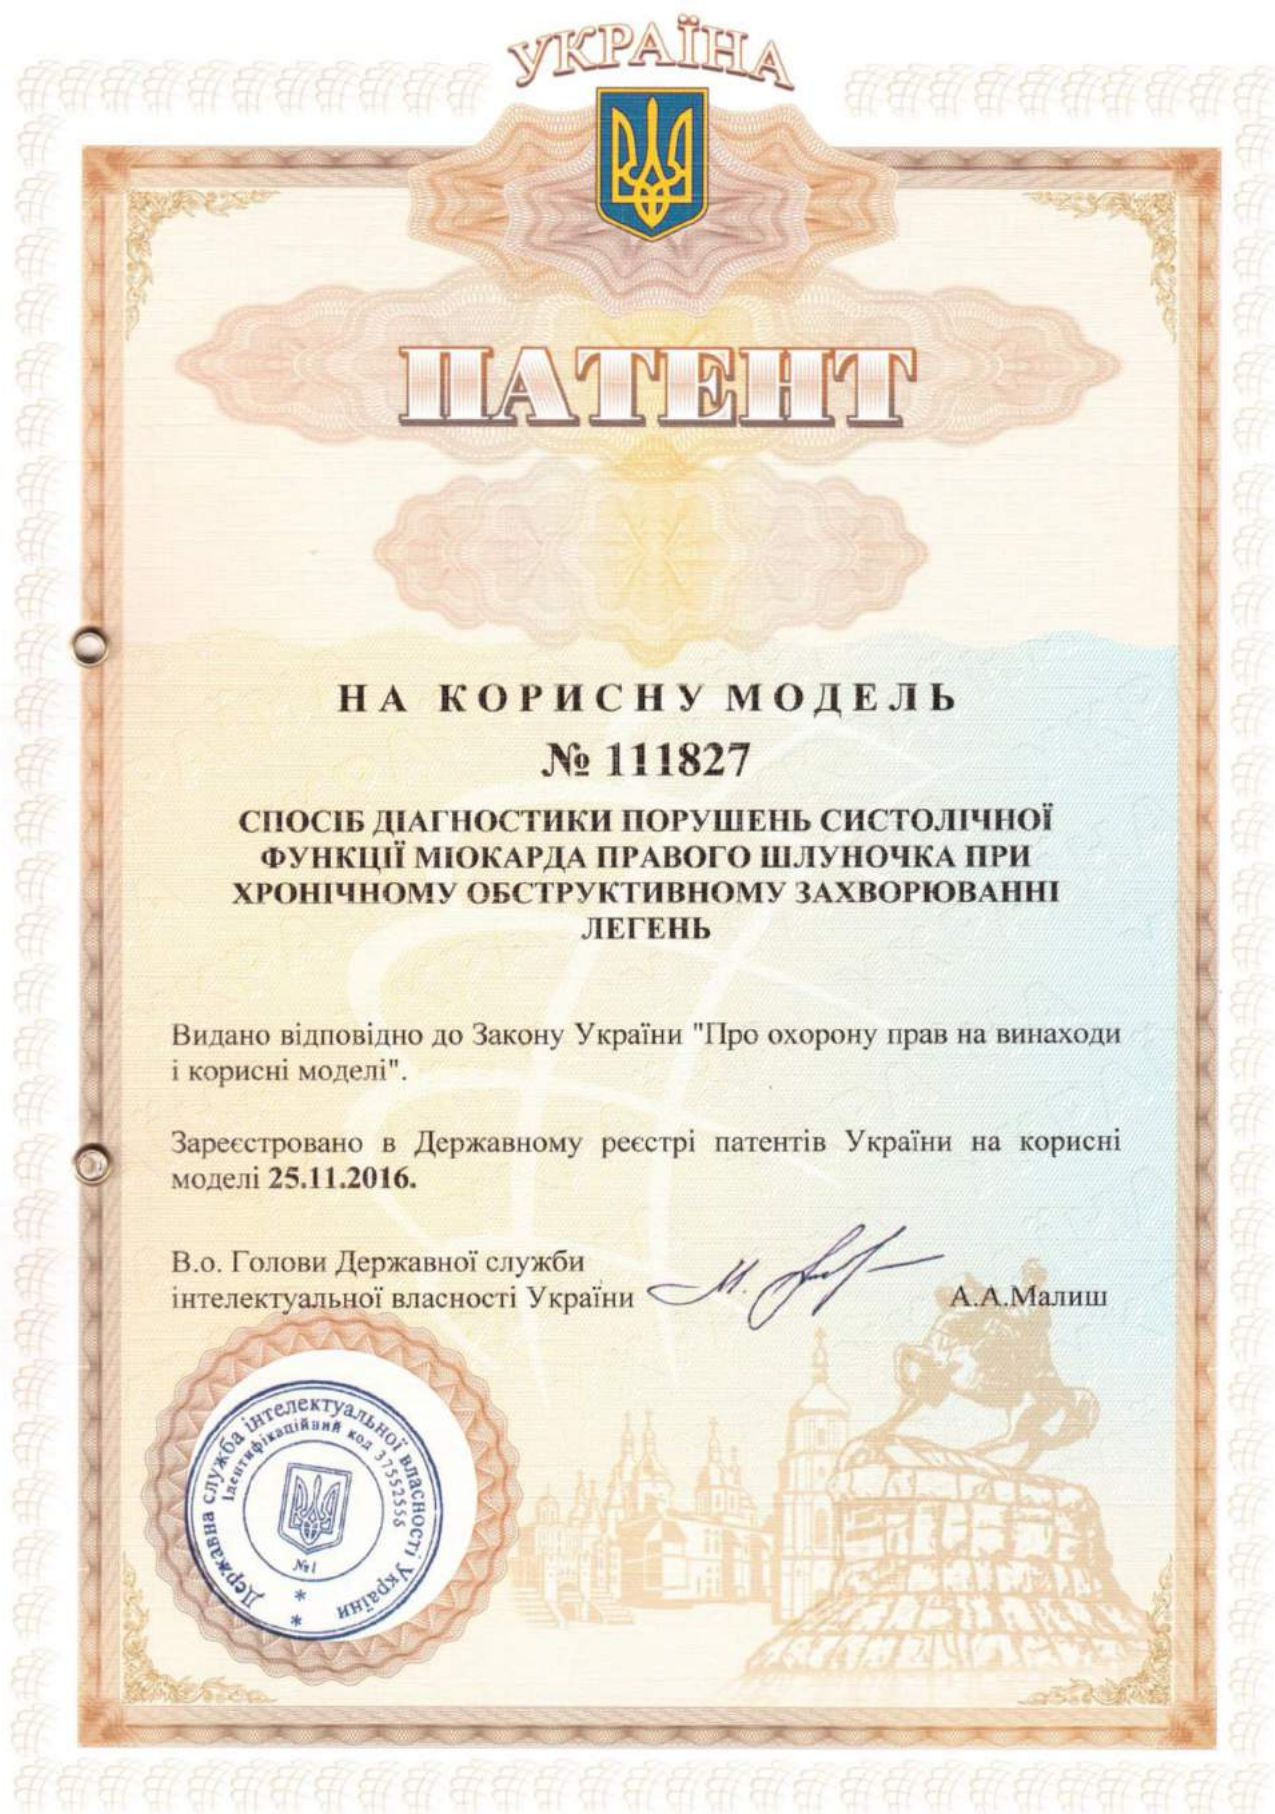 УКРАЇНА
ПАТЕНТ
НА КОРИСНУ МОДЕЛЬ
№ 111827
СПОСІБ ДІАГНОСТИКИ ПОРУШЕНЬ СИСТОЛІЧНОЇ
ФУНКЦІЇ МІОКАРДА ПРАВОГО ШЛУНОЧКА ПРИ
ХРОНІЧНОМУ ОБСТРУКТИВНОМУ ЗАХВОРЮВАННІ
ЛЕГЕНЬ
Видано відповідно до Закону України "Про охорону прав на винаходи
і корисні моделі".
Зареєстровано в Державному реєстрі патентів України на корисні
моделі 25.11.2016.
В.о. Голови Державної служби
інтелектуальної власності України
А.А.Малиш
Державна служба інтелектуальної власності України
Ідентифікаційний код 37552556
№1
* *